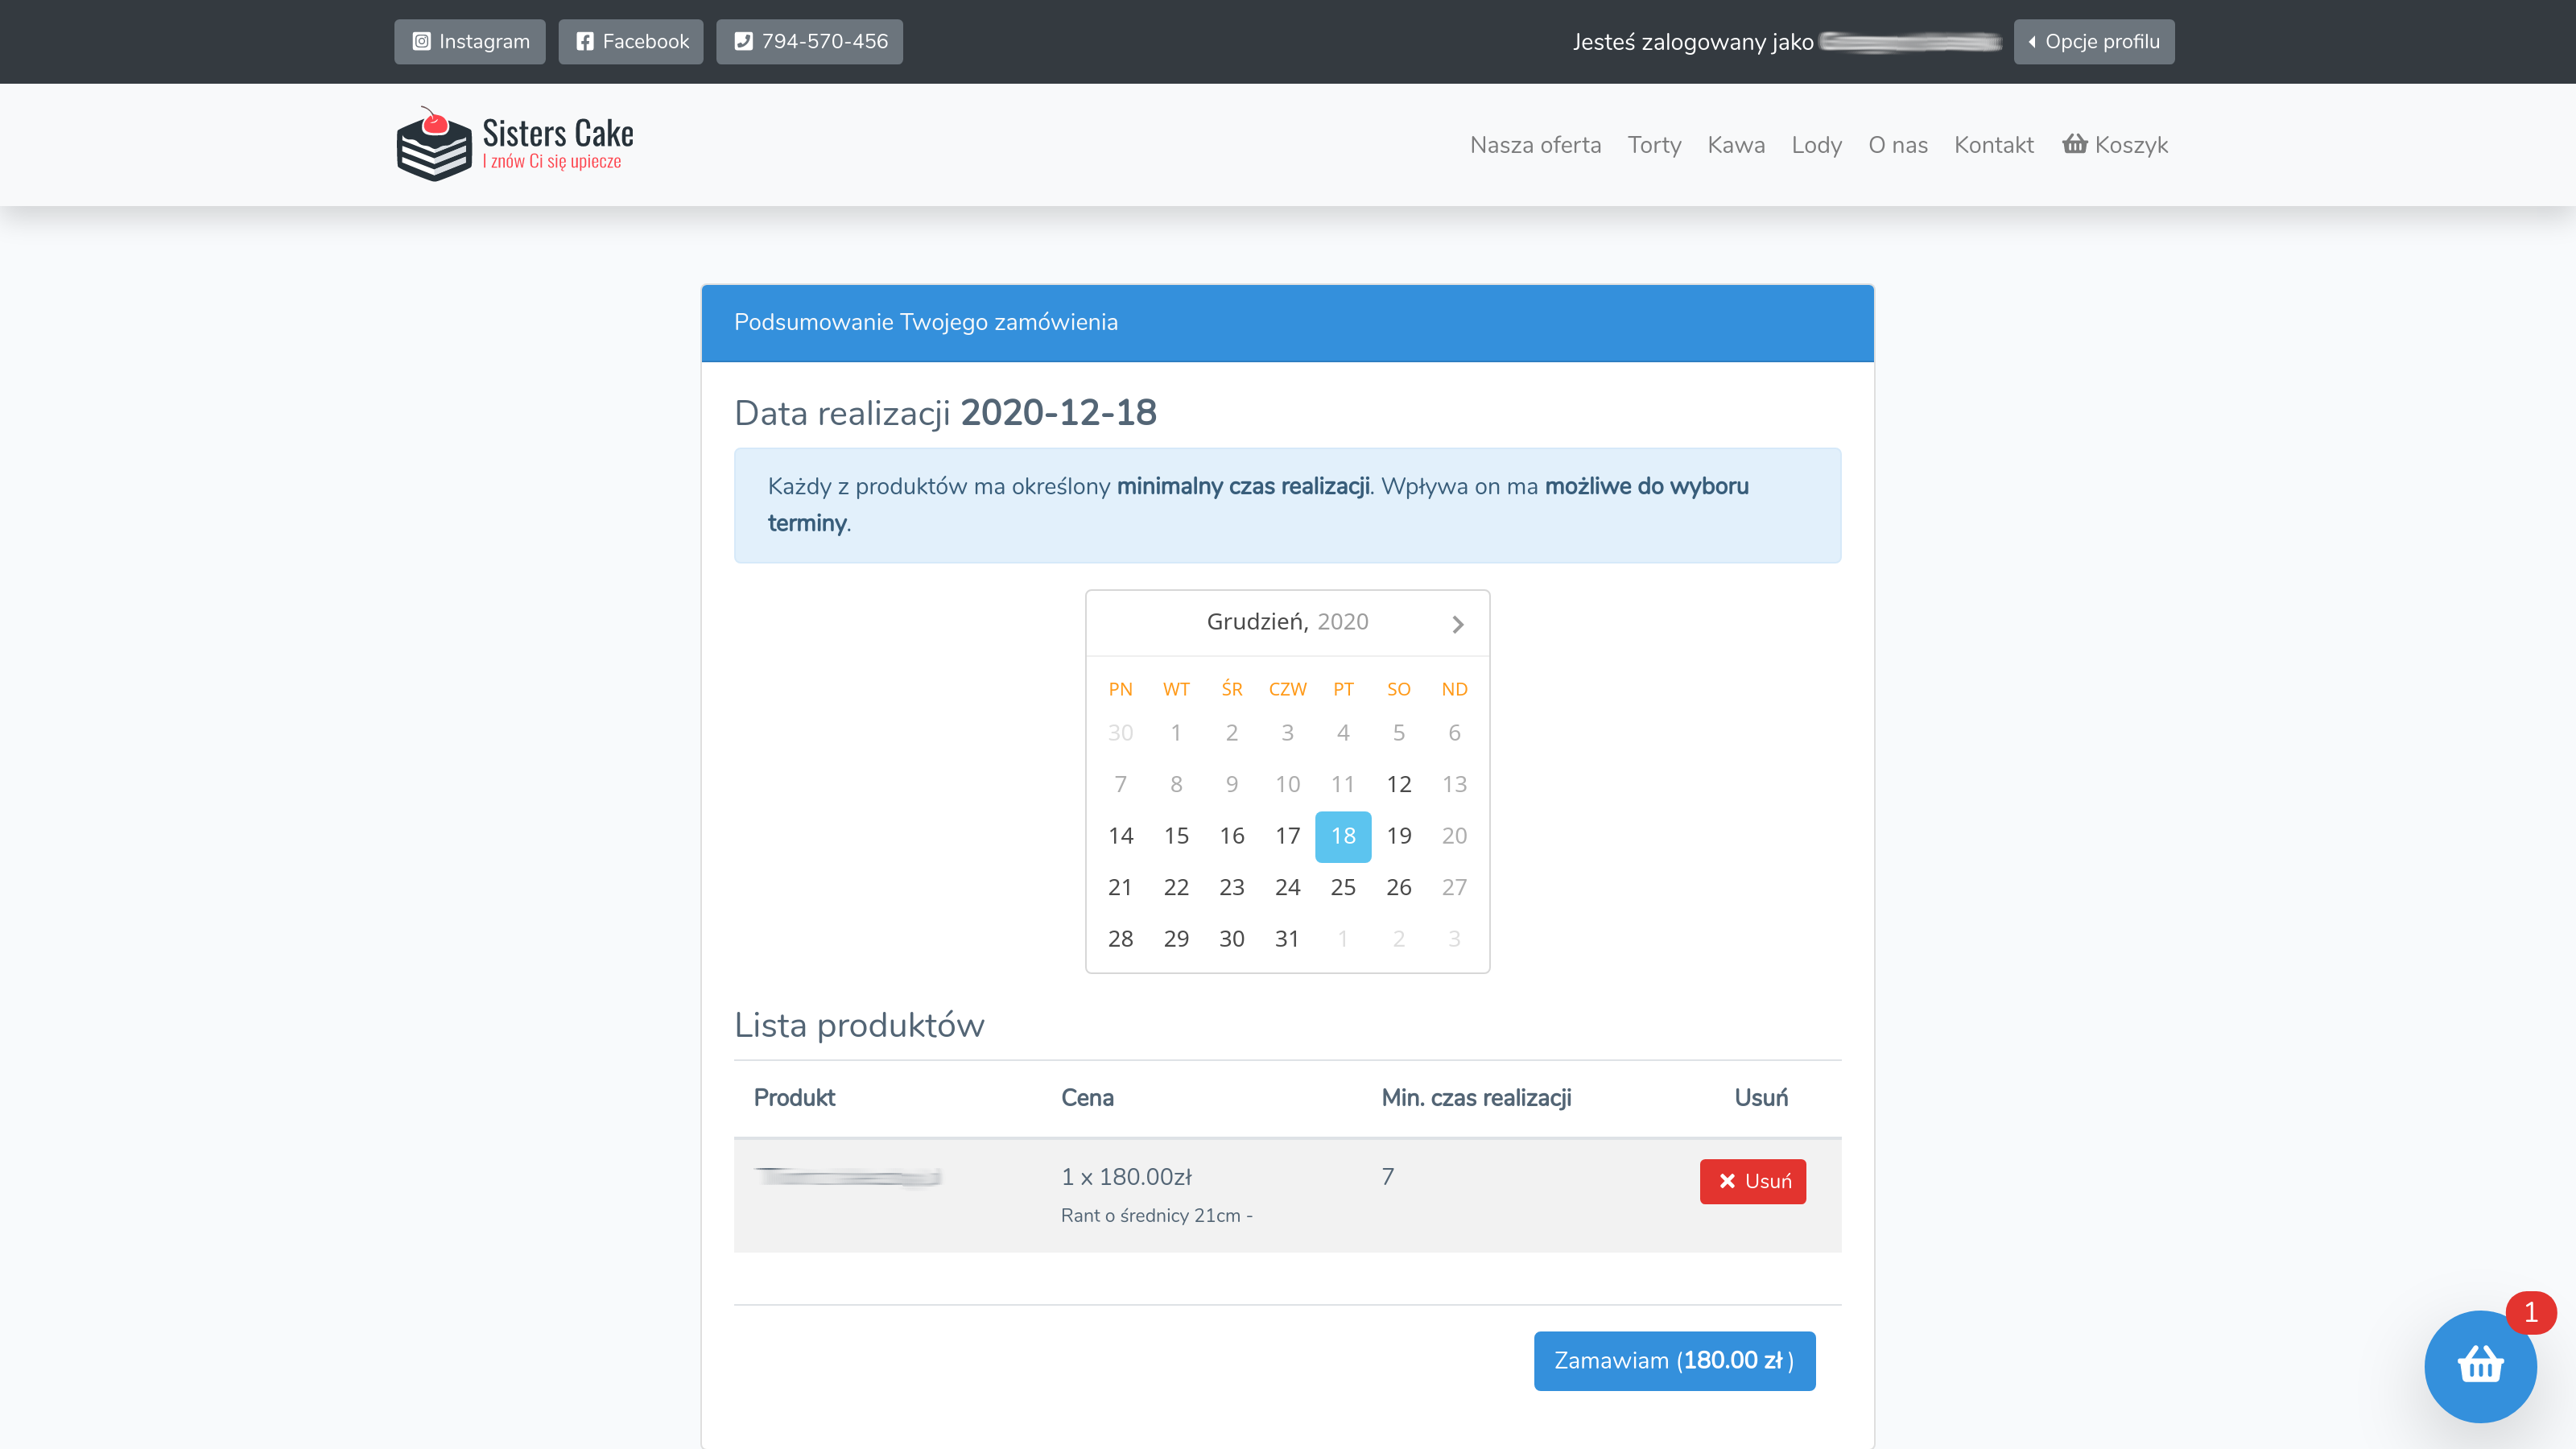 Instagram
Facebook
794-570-456
Jesteś zalogowany jako
Opcje profilu
Sisters Cake
I znów Ci się upiecze
Nasza oferta
Torty
Kawa
Lody
O nas
Kontakt
Koszyk
Podsumowanie Twojego zamówienia
Data realizacji 2020-12-18
Każdy z produktów ma określony minimalny czas realizacji. Wpływa on ma możliwe do wyboru
terminy.
Grudzień, 2020
PN WT ŚR CZW PT SO ND
30 1 2 3 4 5 6
7 8 9 10 11 12 13
14 15 16 17 18 19 20
21 22 23 24 25 26 27
28 29 30 31 1 2 3
Lista produktów
Produkt Cena Min. czas realizacji Usuń
1 x 180.00zł 7 Usuń
Rant o średnicy 21cm -
1
Zamawiam (180.00 zł )